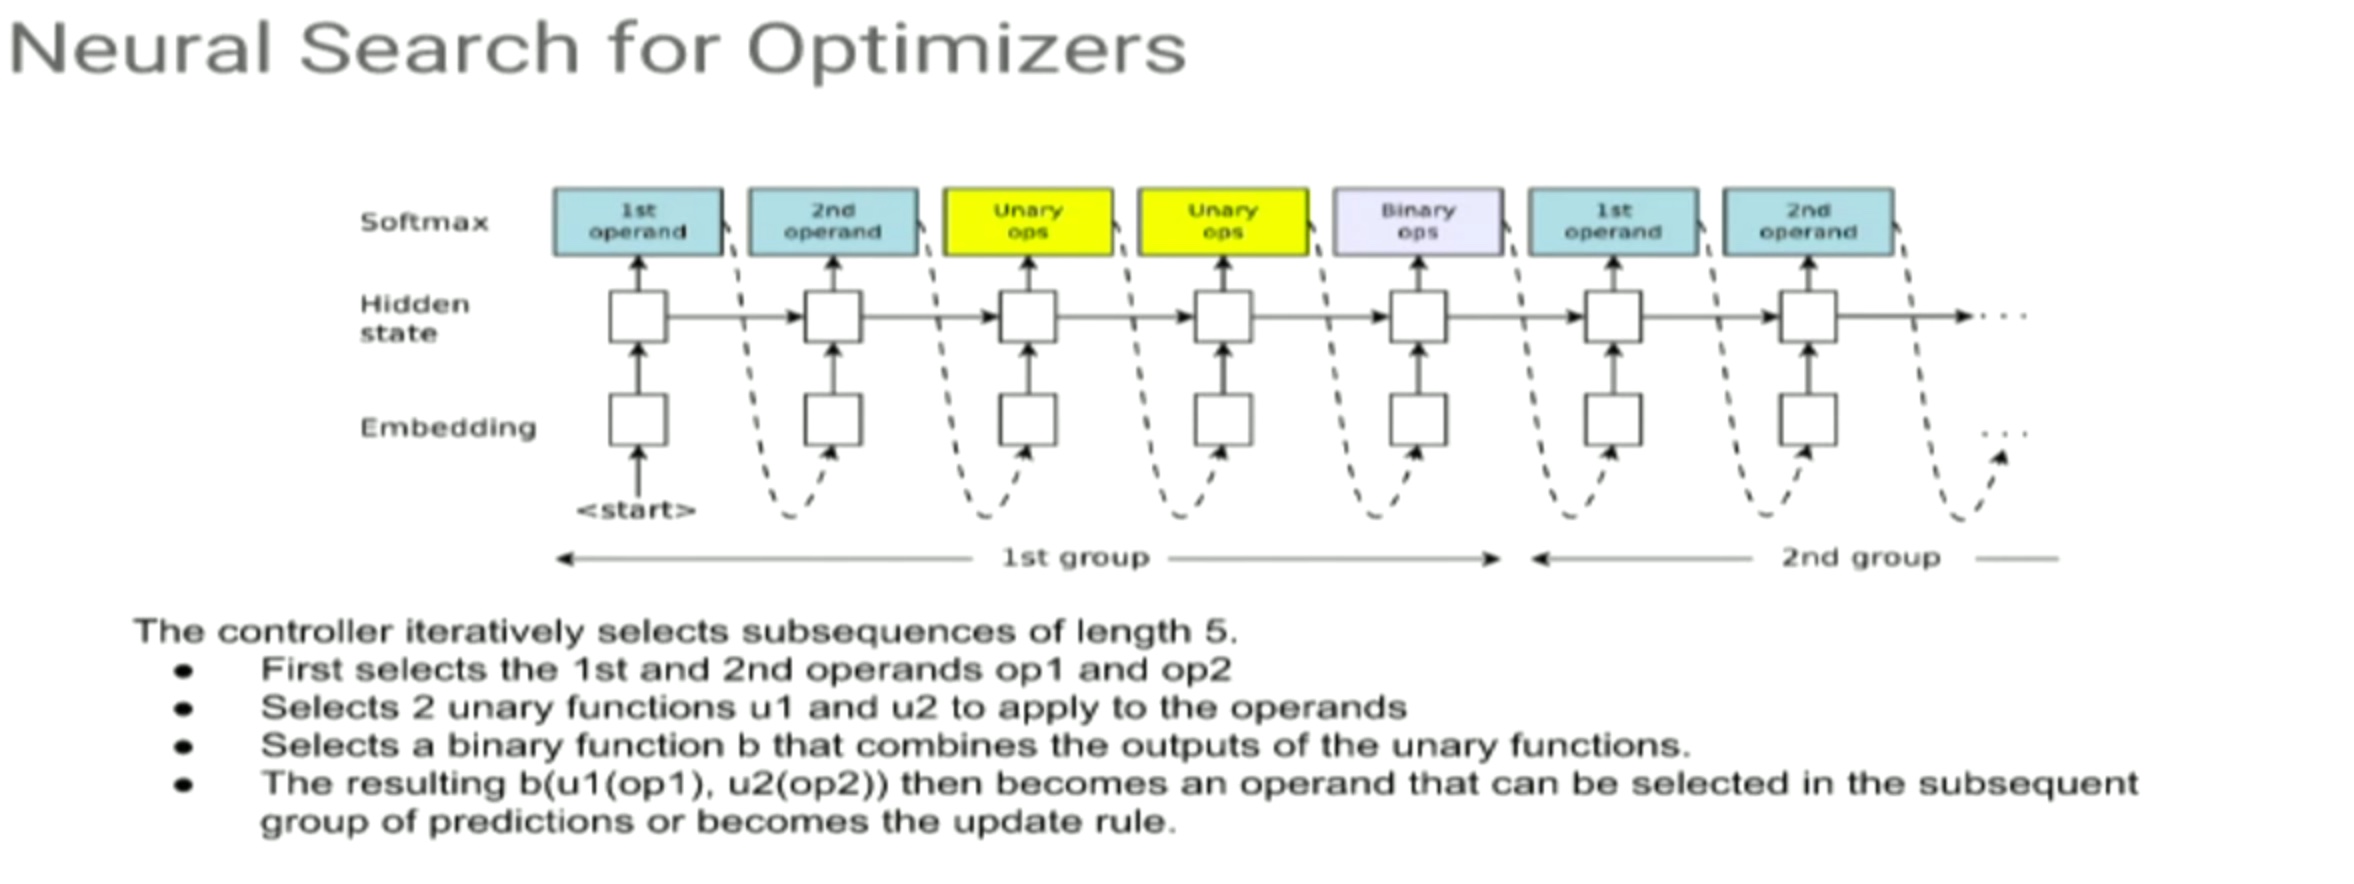 Neural Search for Optimizers
Softmax
1st operand
2nd operand
Unary ops
Unary ops
Binary ops
1st operand
2nd operand
Hidden state
. . .
Embedding
. . .
<start>
1st group
2nd group
The controller iteratively selects subsequences of length 5.
● First selects the 1st and 2nd operands op1 and op2
● Selects 2 unary functions u1 and u2 to apply to the operands
● Selects a binary function b that combines the outputs of the unary functions.
● The resulting b(u1(op1), u2(op2)) then becomes an operand that can be selected in the subsequent
group of predictions or becomes the update rule.